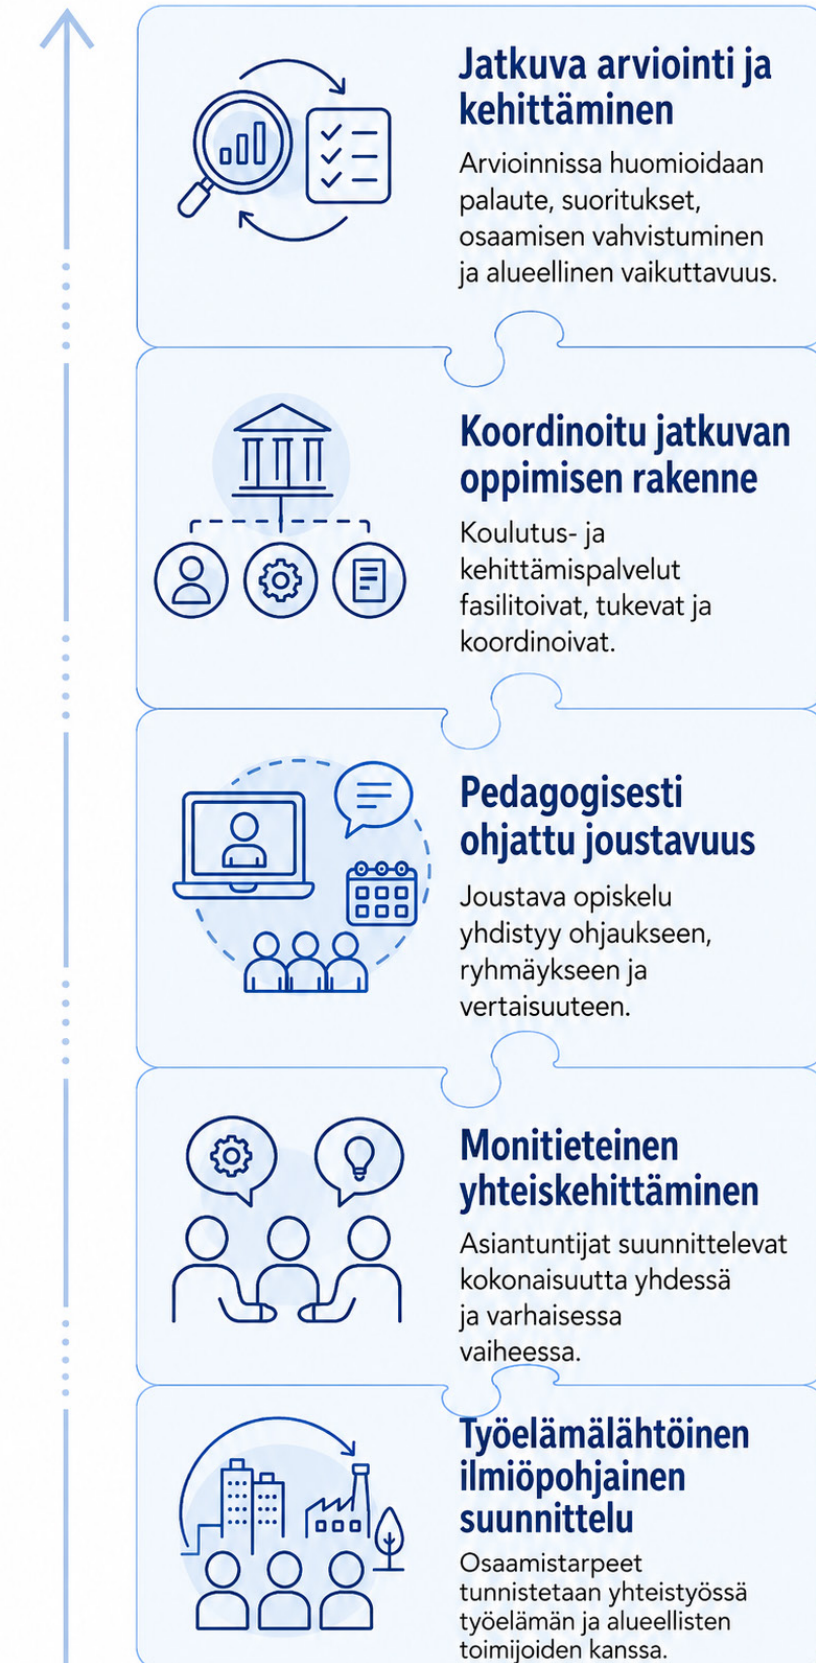 Jatkuva arviointi ja
kehittäminen
Arvioinnissa huomioidaan
palaute, suoritukset,
osaamisen vahvistuminen
ja alueellinen vaikuttavuus.
Koordinoitu jatkuvan
oppimisen rakenne
Koulutus- ja
kehittämispalvelut
fasilitoivat, tukevat ja
koordinoivat.
Pedagogisesti
ohjattu joustavuus
Joustava opiskelu
yhdistyy ohjaukseen,
ryhmäykseen ja
vertaisuuteen.
Monitieteinen
yhteiskehittäminen
Asiantuntijat suunnittelevat
kokonaisuutta yhdessä
ja varhaisessa
vaiheessa.
Työelämälähtöinen
ilmiöpohjainen
suunnittelu
Osaamistarpeet
tunnistetaan yhteistyössä
työelämän ja alueellisten
toimijoiden kanssa.